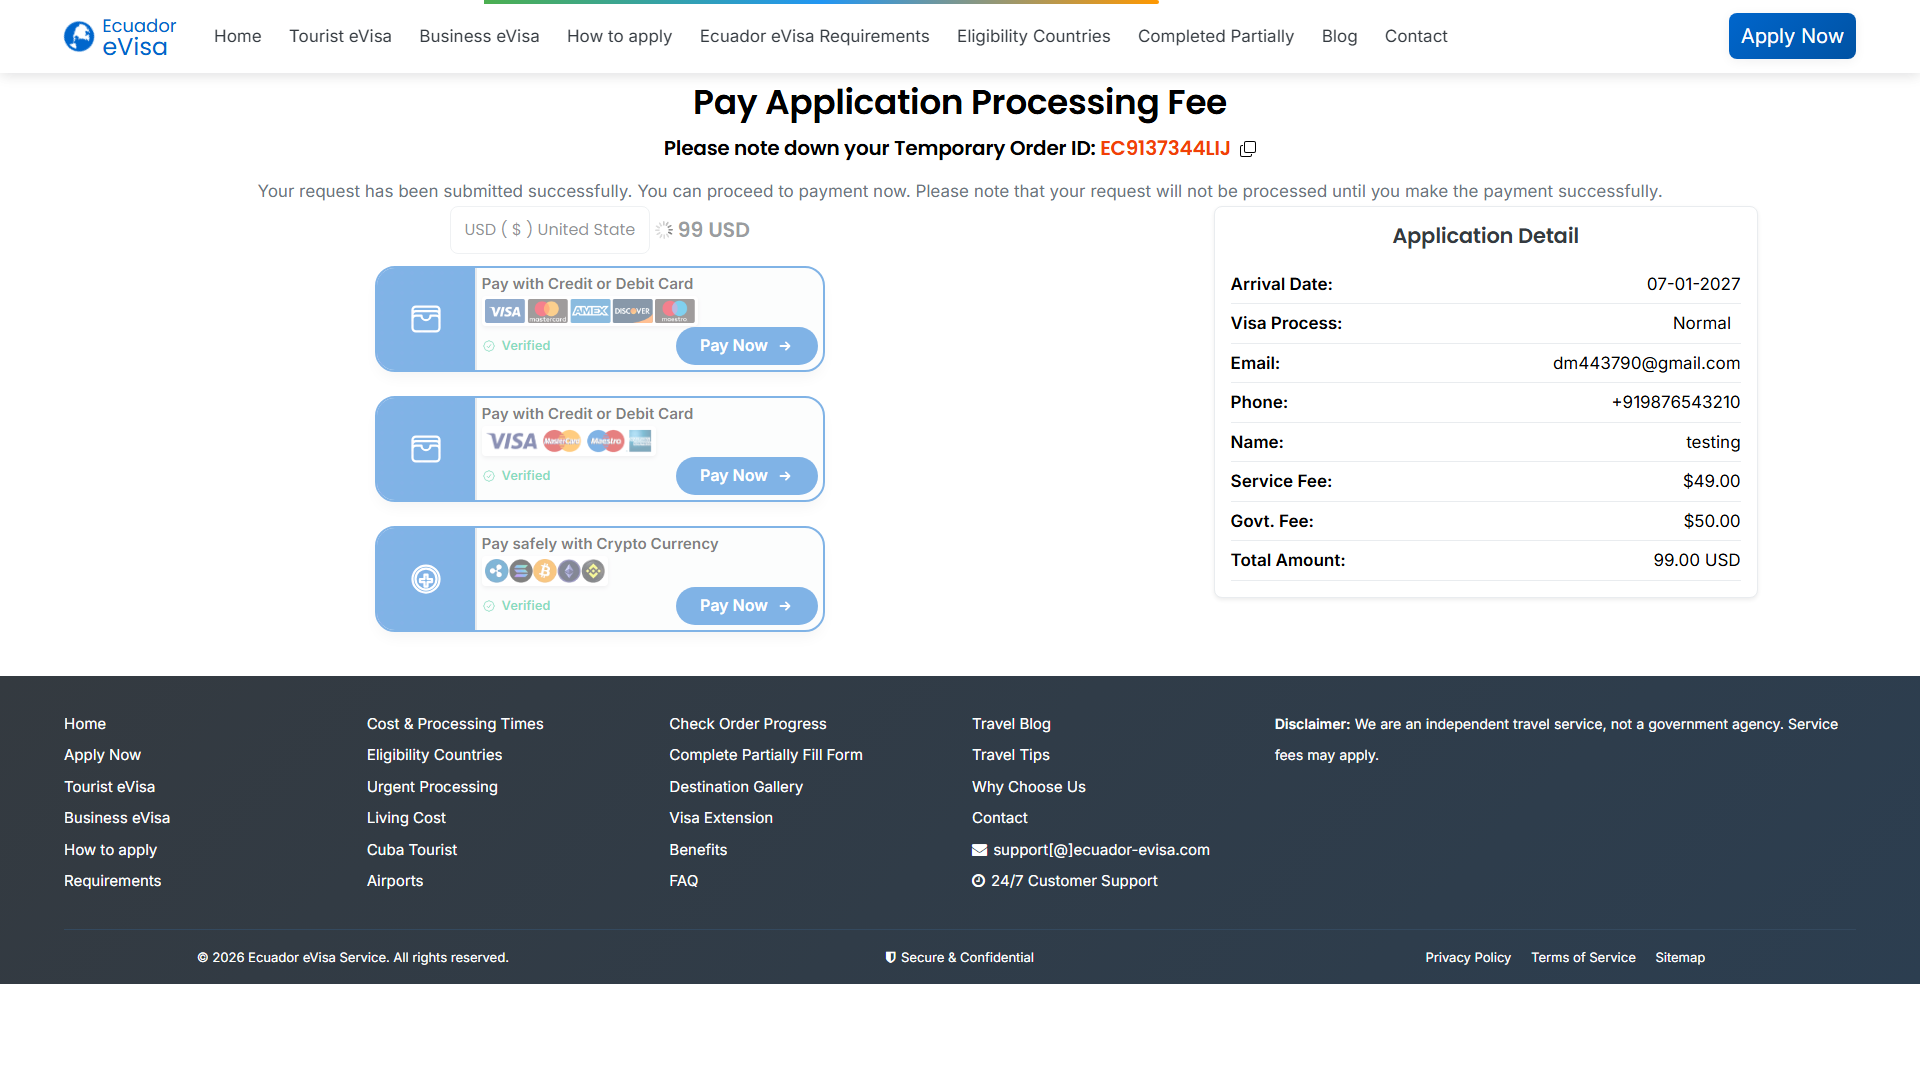 Ecuador
eVisa
Home
Tourist eVisa
Business eVisa
How to apply
Ecuador eVisa Requirements
Eligibility Countries
Completed Partially
Blog
Contact
Apply Now
Pay Application Processing Fee
Please note down your Temporary Order ID: EC9137344LIJ
Your request has been submitted successfully. You can proceed to payment now. Please note that your request will not be processed until you make the payment successfully.
USD ( $ ) United State
99 USD
Pay with Credit or Debit Card
VISA mastercard AMEX DISCOVER maestro
Verified
Pay Now
Pay with Credit or Debit Card
VISA MasterCard Maestro
Verified
Pay Now
Pay safely with Crypto Currency
Verified
Pay Now
Application Detail
Arrival Date: 07-01-2027
Visa Process: Normal
Email: dm443790@gmail.com
Phone: +919876543210
Name: testing
Service Fee: $49.00
Govt. Fee: $50.00
Total Amount: 99.00 USD
Home
Apply Now
Tourist eVisa
Business eVisa
How to apply
Requirements
Cost & Processing Times
Eligibility Countries
Urgent Processing
Living Cost
Cuba Tourist
Airports
Check Order Progress
Complete Partially Fill Form
Destination Gallery
Visa Extension
Benefits
FAQ
Travel Blog
Travel Tips
Why Choose Us
Contact
support[@]ecuador-evisa.com
24/7 Customer Support
Disclaimer: We are an independent travel service, not a government agency. Service
fees may apply.
© 2026 Ecuador eVisa Service. All rights reserved.
Secure & Confidential
Privacy Policy
Terms of Service
Sitemap